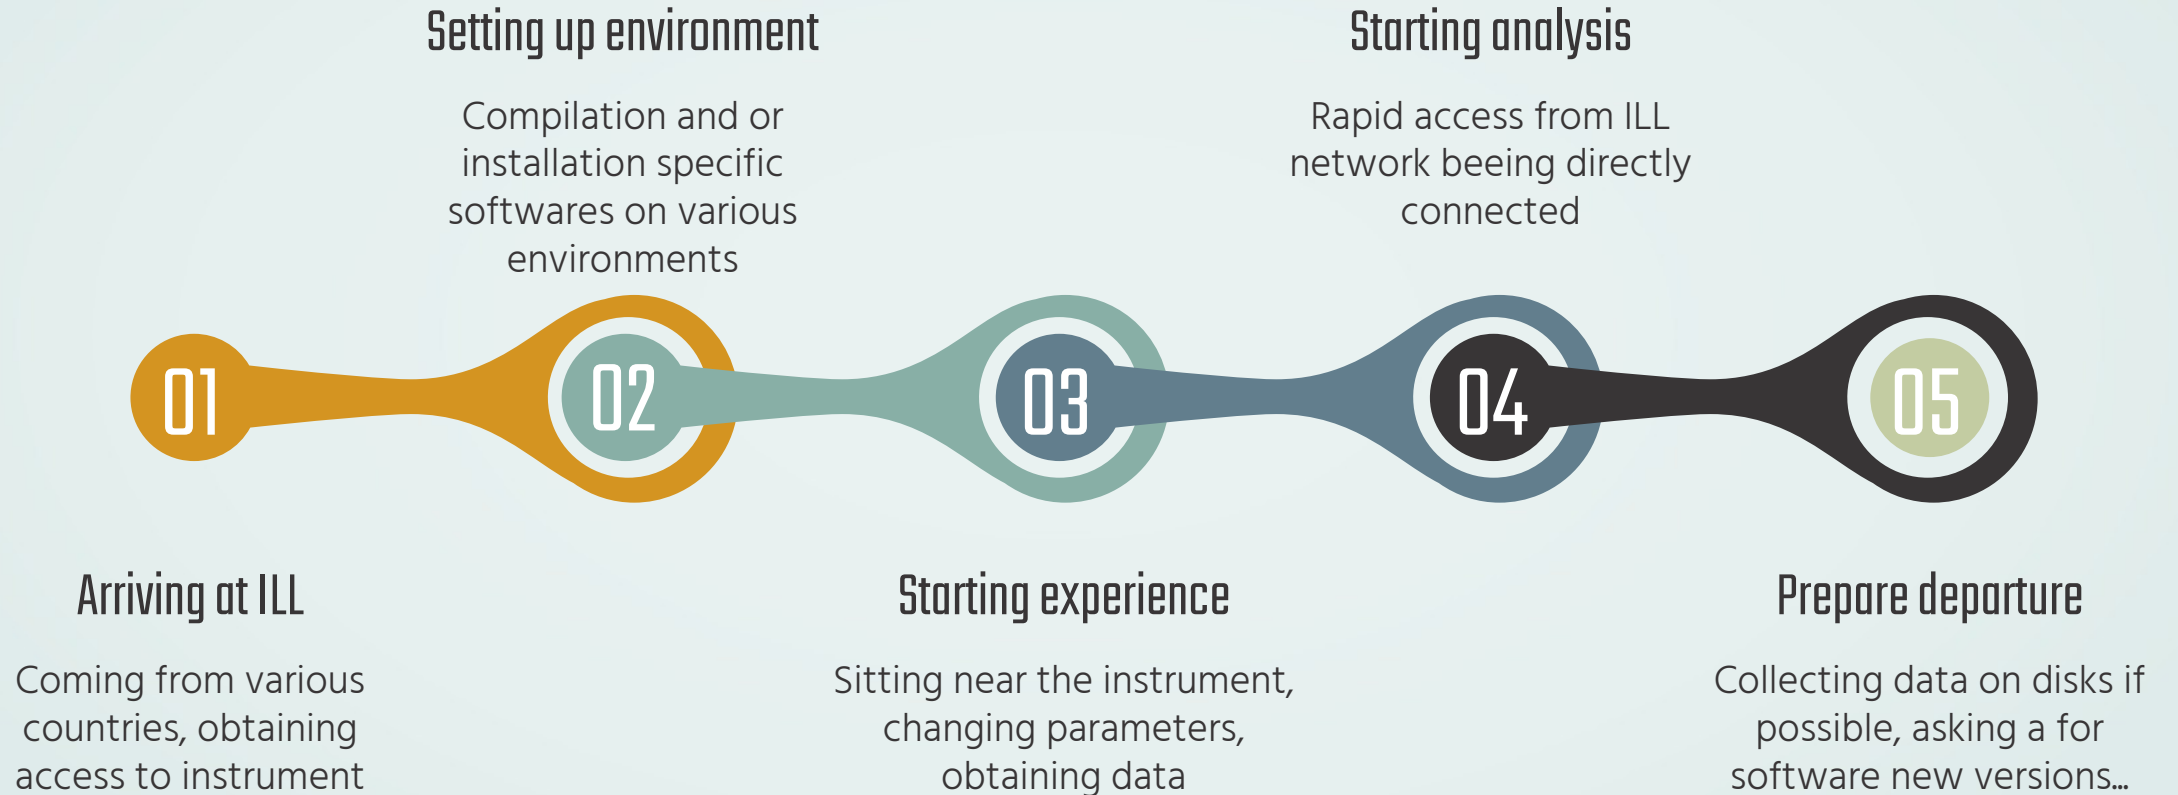 Setting up environment
Compilation and or
installation specific
softwares on various
environments
Starting analysis
Rapid access from ILL
network beeing directly
connected
01
02
03
04
05
Arriving at ILL
Coming from various
countries, obtaining
access to instrument
Starting experience
Sitting near the instrument,
changing parameters,
obtaining data
Prepare departure
Collecting data on disks if
possible, asking a for
software new versions...